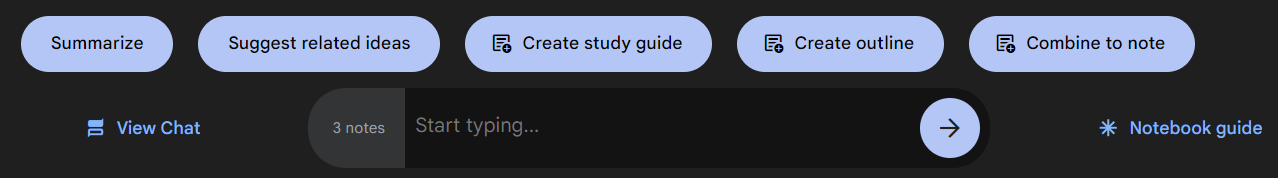 Summarize Suggest related ideas Create study guide Create outline Combine to note
View Chat 3 notes Start typing... Notebook guide